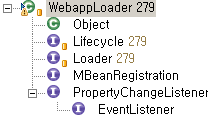 WebappLoader 279
Object
Lifecycle 279
Loader 279
MBeanRegistration
PropertyChangeListener
EventListener